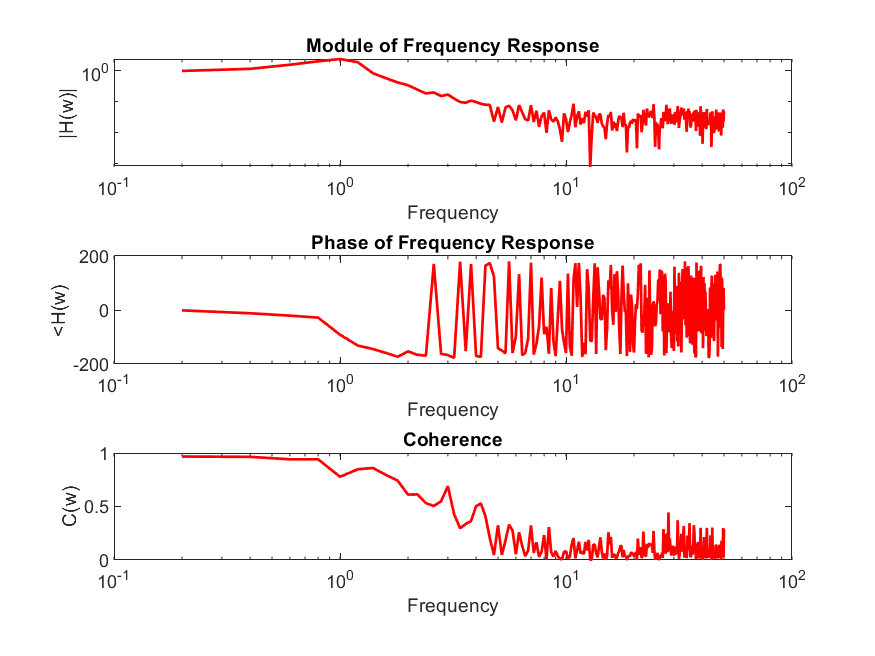 Module of Frequency Response
|H(w)|
10^0
10^-1 10^0 10^1 10^2
Frequency
Phase of Frequency Response
<H(w)
200
0
-200
10^-1 10^0 10^1 10^2
Frequency
Coherence
C(w)
1
0.5
0
10^-1 10^0 10^1 10^2
Frequency